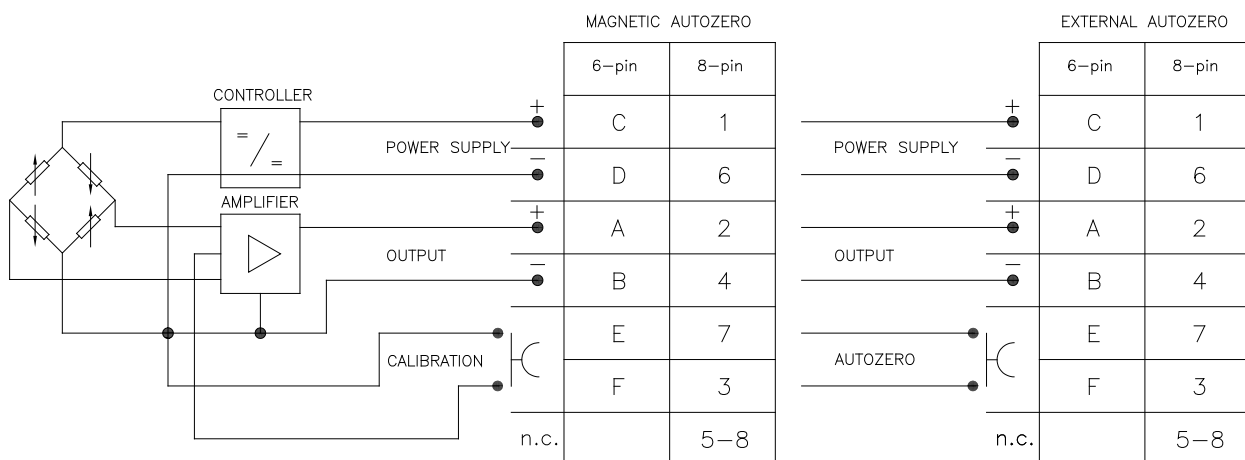 MAGNETIC AUTOZERO
EXTERNAL AUTOZERO
6-pin 8-pin
6-pin 8-pin
CONTROLLER
= / =
+ C 1
+ C 1
POWER SUPPLY
POWER SUPPLY
– D 6
– D 6
AMPLIFIER
+ A 2
+ A 2
OUTPUT
OUTPUT
– B 4
– B 4
E 7
E 7
CALIBRATION
AUTOZERO
F 3
F 3
n.c. 5-8
n.c. 5-8